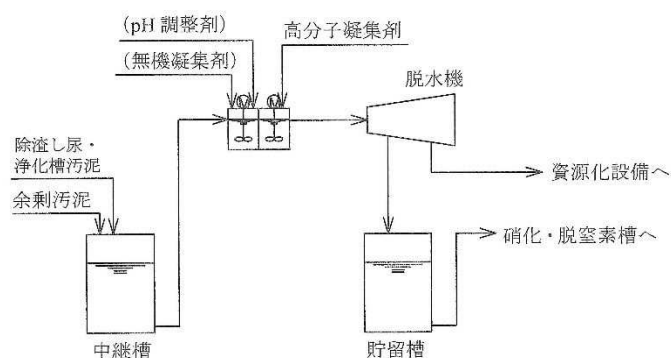 （pH 調整剤）
（無機凝集剤）
高分子凝集剤
脱水機
除渣し尿・
浄化槽汚泥
余剰汚泥
資源化設備へ
硝化・脱窒素槽へ
中継槽
貯留槽